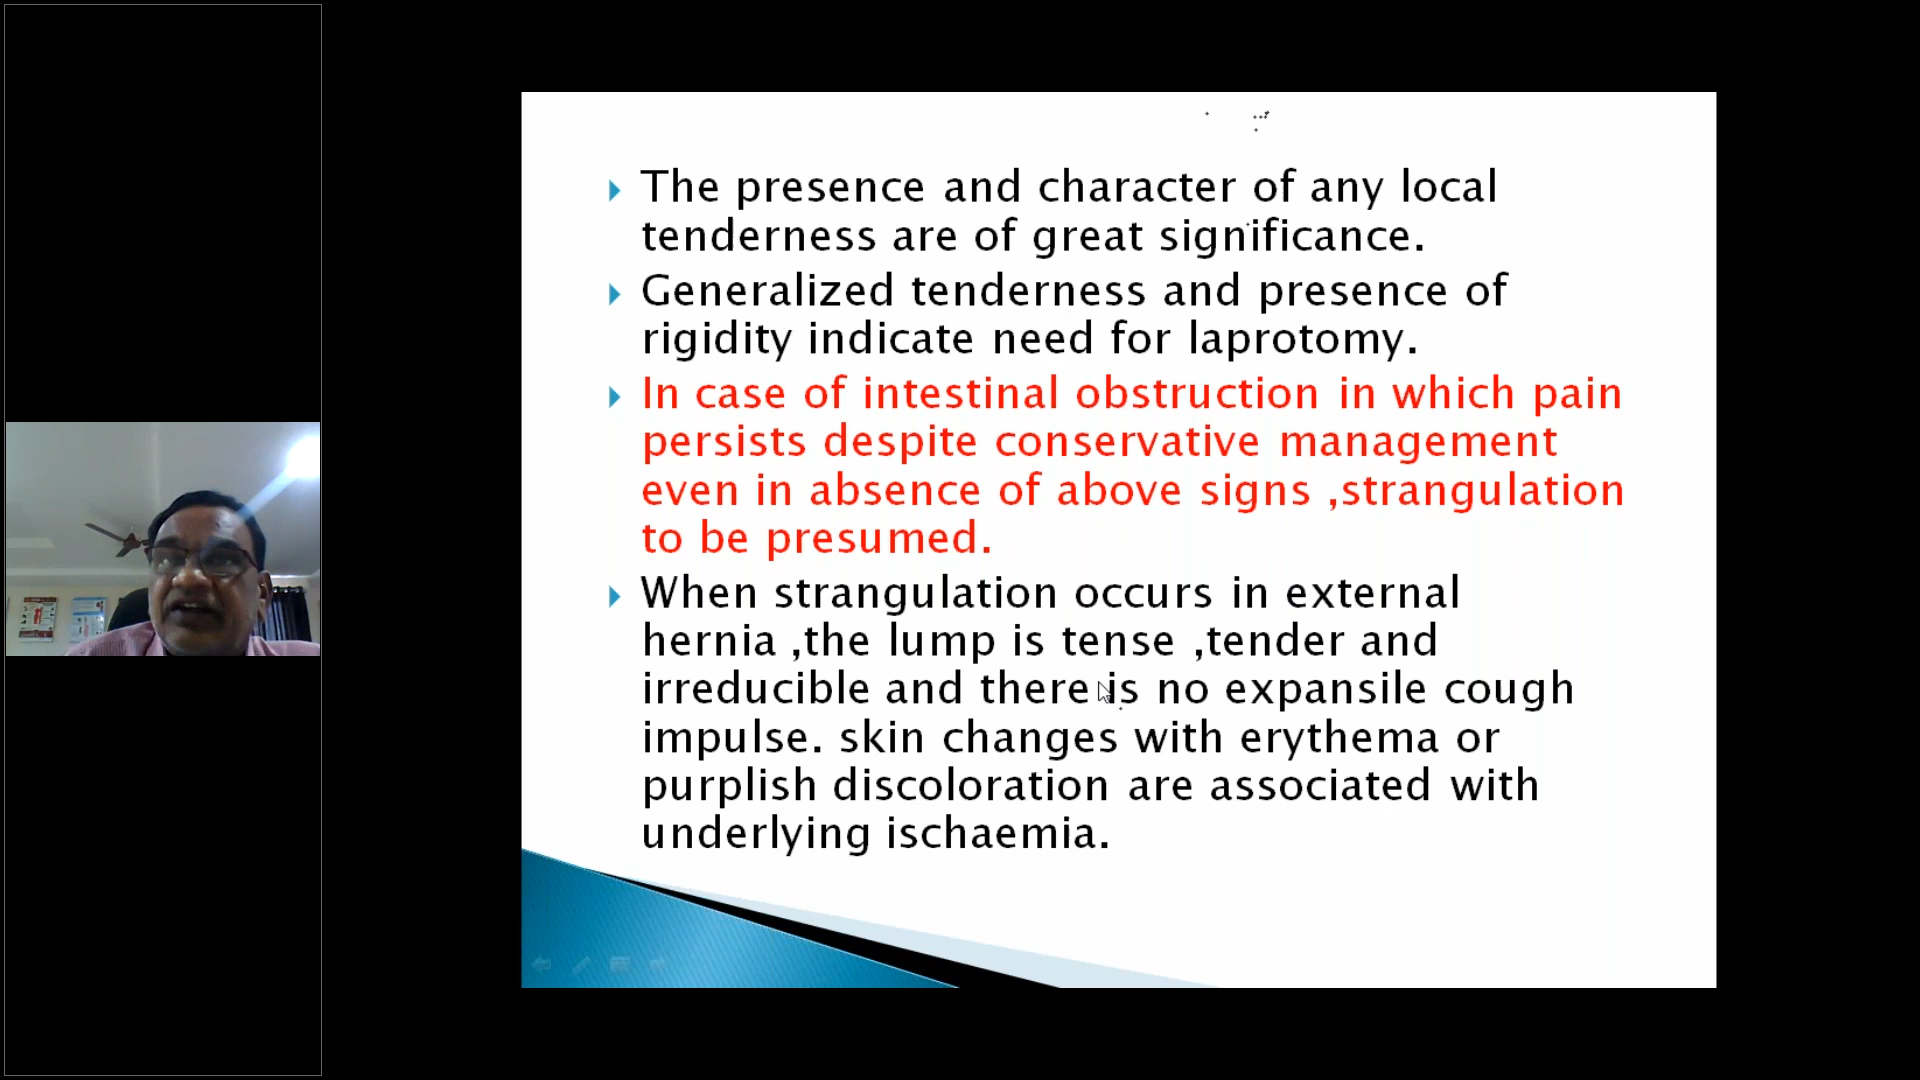 The presence and character of any local
tenderness are of great significance.
Generalized tenderness and presence of
rigidity indicate need for laprotomy.
In case of intestinal obstruction in which pain
persists despite conservative management
even in absence of above signs ,strangulation
to be presumed.
When strangulation occurs in external
hernia ,the lump is tense ,tender and
irreducible and there is no expansile cough
impulse. skin changes with erythema or
purplish discoloration are associated with
underlying ischaemia.